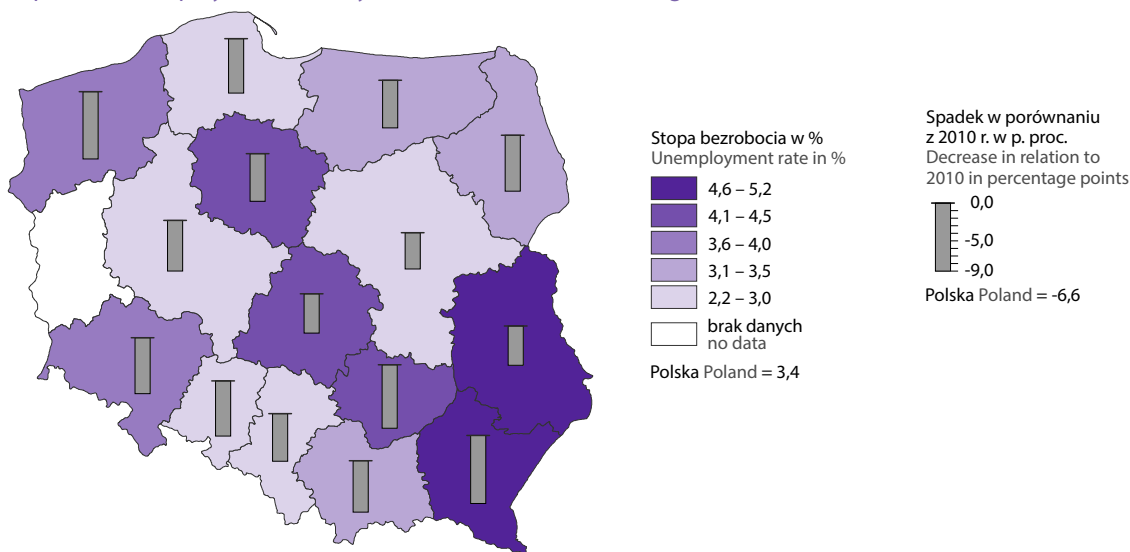 Stopa bezrobocia w %
Unemployment rate in %
4,6 – 5,2
4,1 – 4,5
3,6 – 4,0
3,1 – 3,5
2,2 – 3,0
brak danych
no data
Polska Poland = 3,4
Spadek w porównaniu
z 2010 r. w p. proc.
Decrease in relation to
2010 in percentage points
0,0
-5,0
-9,0
Polska Poland = -6,6